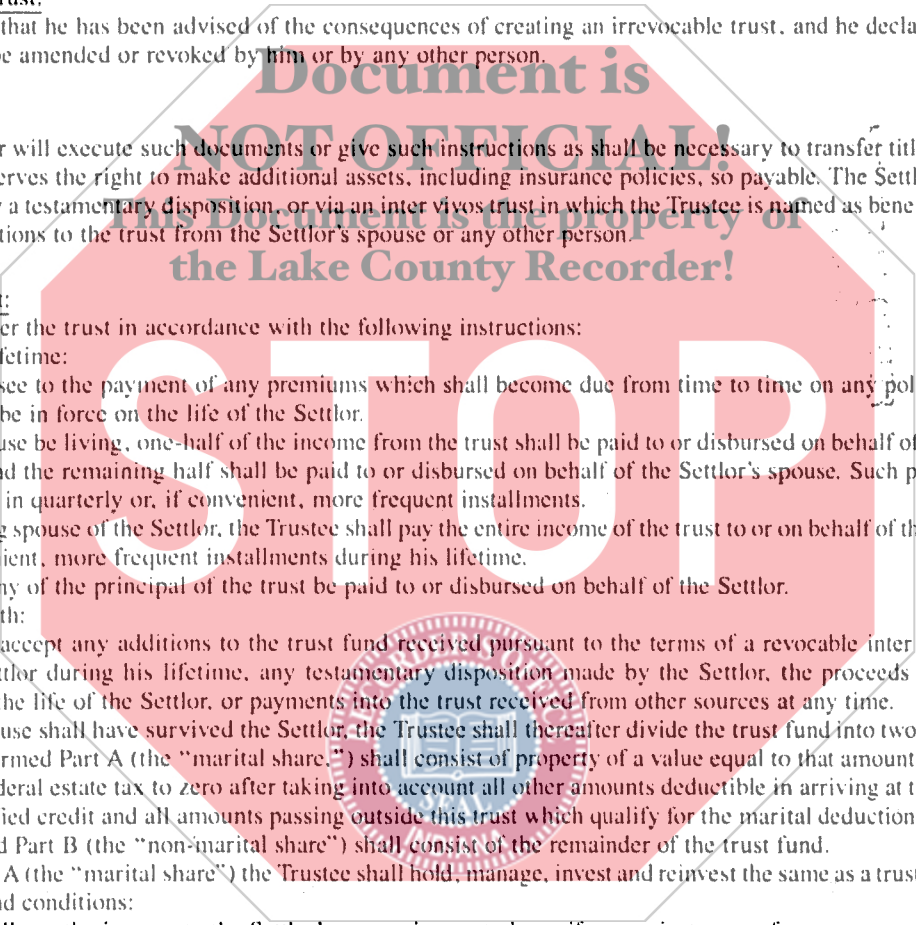 Trust:
that he has been advised of the consequences of creating an irrevocable trust, and he decla
be amended or revoked by him or by any other person.
Document is
NOT OFFICIAL!
r will execute such documents or give such instructions as shall be necessary to transfer titl
erves the right to make additional assets, including insurance policies, so payable. The Settl
y a testamentary disposition, or via an inter vivos trust in which the Trustee is named as bene
This Document is the property of
tions to the trust from the Settlor's spouse or any other person.
the Lake County Recorder!
t:
er the trust in accordance with the following instructions:
fetime:
see to the payment of any premiums which shall become due from time to time on any pol
be in force on the life of the Settlor.
use be living, one-half of the income from the trust shall be paid to or disbursed on behalf of
nd the remaining half shall be paid to or disbursed on behalf of the Settlor's spouse. Such p
in quarterly or, if convenient, more frequent installments.
STOP
g spouse of the Settlor, the Trustee shall pay the entire income of the trust to or on behalf of th
ient, more frequent installments during his lifetime.
ny of the principal of the trust be paid to or disbursed on behalf of the Settlor.
th:
accept any additions to the trust fund received pursuant to the terms of a revocable inter
ttlor during his lifetime, any testamentary disposition made by the Settlor, the proceeds
the life of the Settlor, or payments into the trust received from other sources at any time.
use shall have survived the Settlor, the Trustee shall thereafter divide the trust fund into two
rmed Part A (the "marital share,") shall consist of property of a value equal to that amount
deral estate tax to zero after taking into account all other amounts deductible in arriving at t
fied credit and all amounts passing outside this trust which qualify for the marital deduction
d Part B (the "non-marital share") shall consist of the remainder of the trust fund.
A (the "marital share") the Trustee shall hold, manage, invest and reinvest the same as a trust
nd conditions:
RECORDER'S OFFICE
SEAL
INDIANA